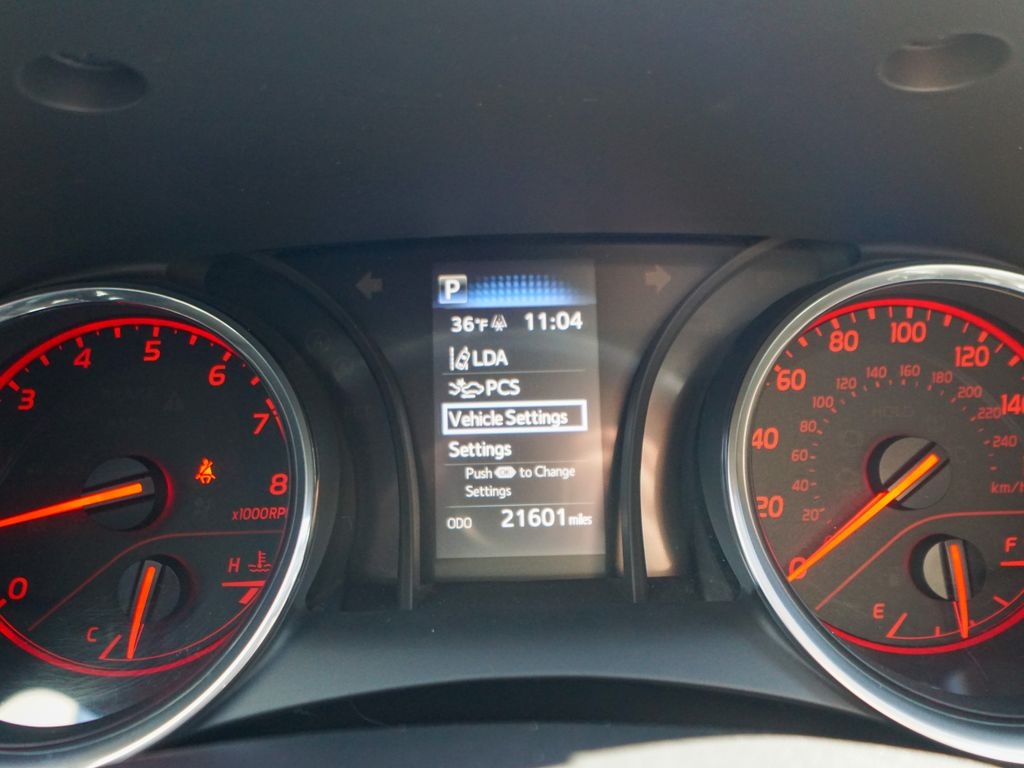 P
36°F 11:04
LDA
PCS
Vehicle Settings
Settings
Push OK to Change
Settings
ODO 21601 miles
0 3 4 5 6 7 8
x1000RP
C H
0 20 40 60 80 100 120 140
20 40 60 80 100 120 140 160 180 200 220 240
km/H
E F